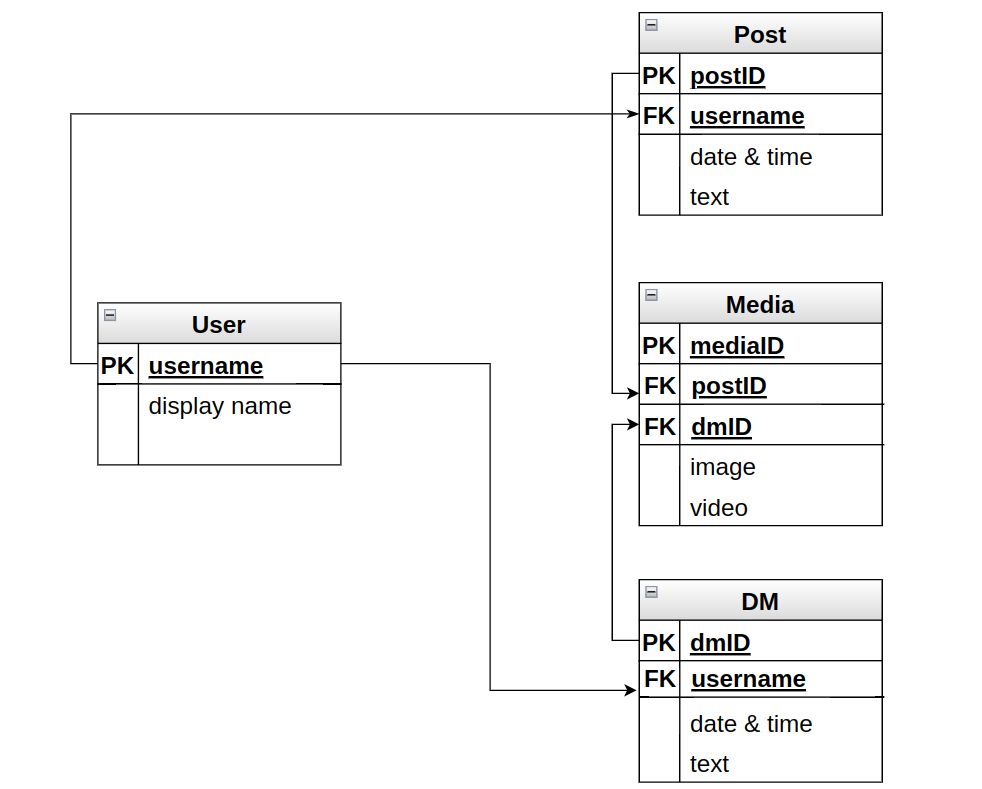 Post
PK postID
FK username
date & time
text
User
PK username
display name
Media
PK mediaID
FK postID
FK dmID
image
video
DM
PK dmID
FK username
date & time
text